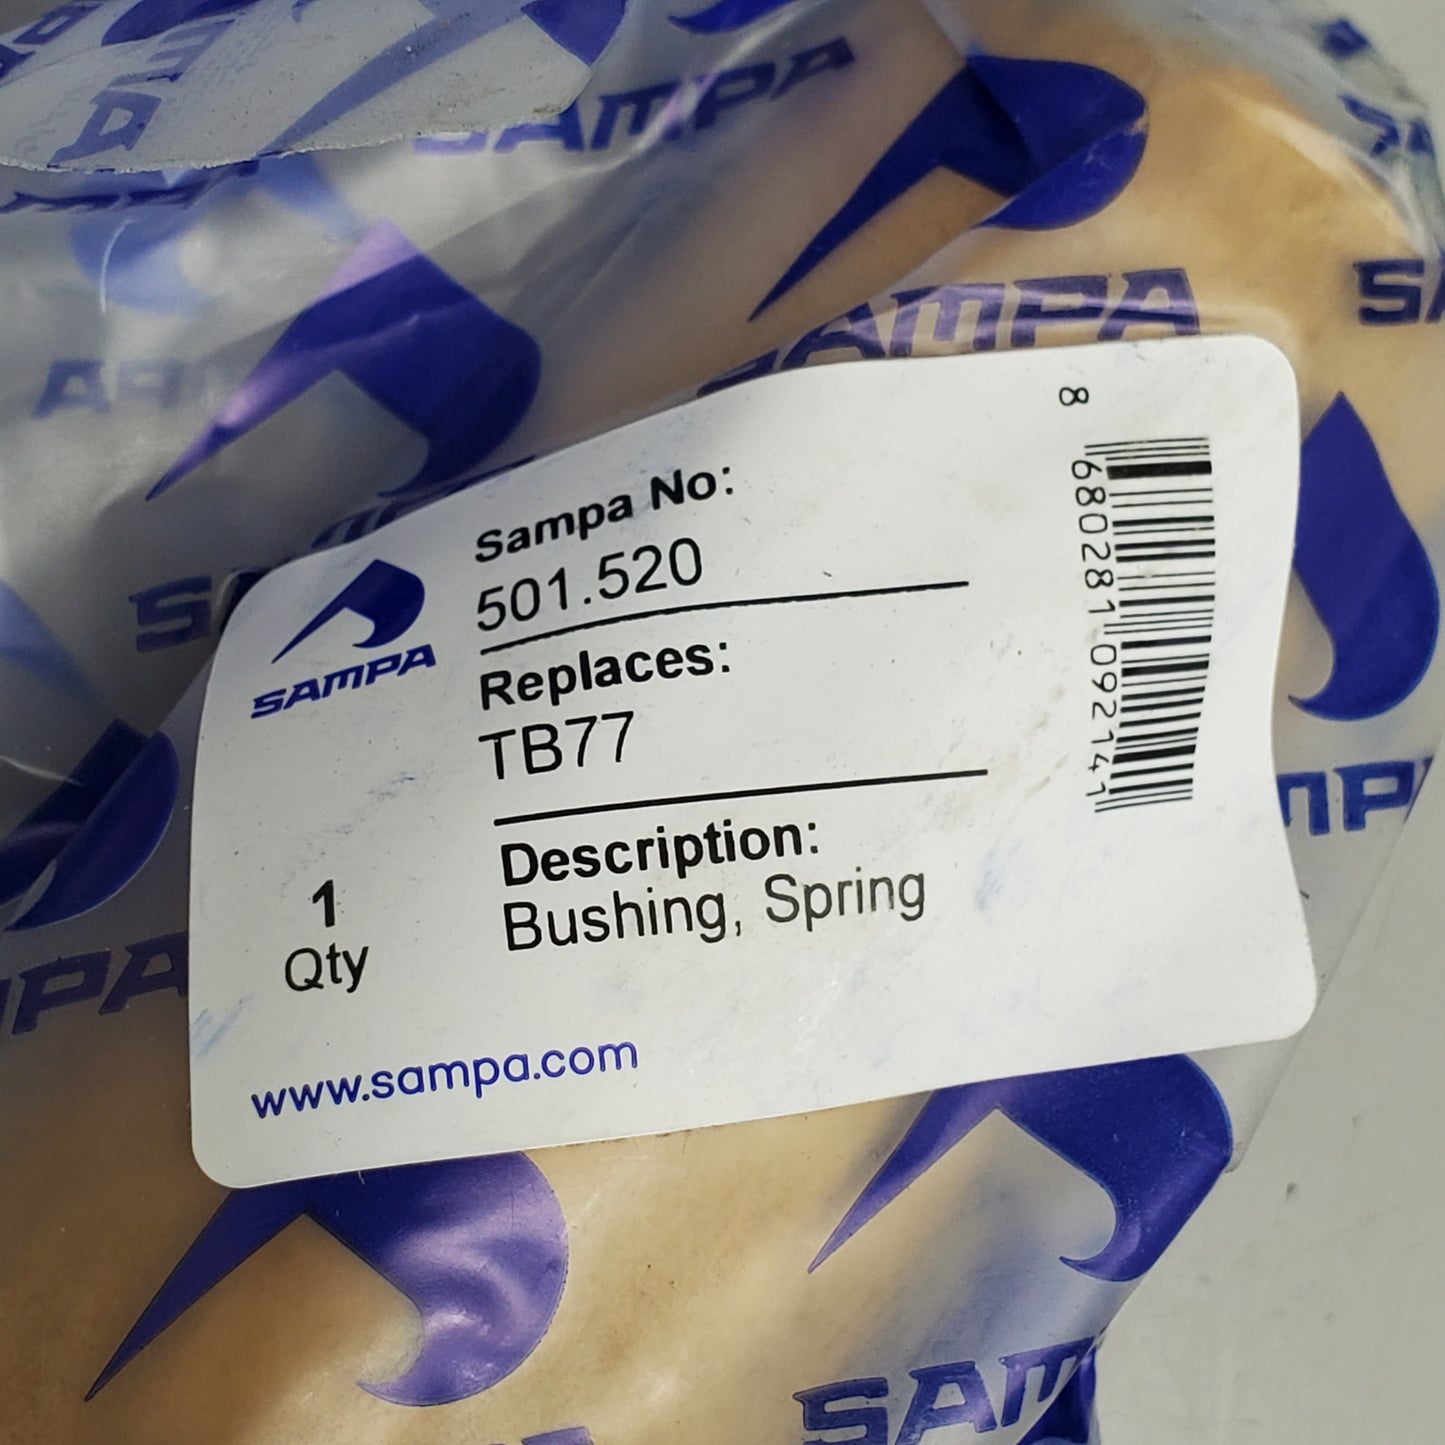 SAMPA
SAMPA
SAMPA
Sampa No:
501.520
Replaces:
TB77
Description:
Bushing, Spring
1
Qty
www.sampa.com
8 680281 092141
SAMPA